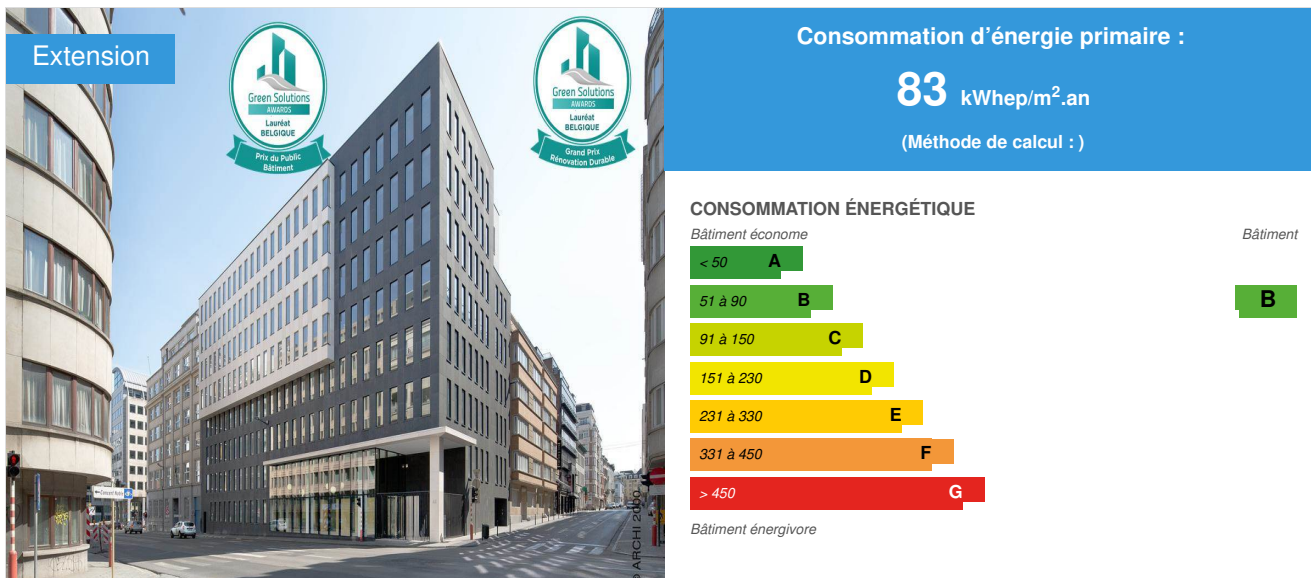 Extension
Green Solutions
AWARDS
Lauréat
BELGIQUE
Prix du Public
Bâtiment
Green Solutions
AWARDS
Lauréat
BELGIQUE
Grand Prix
Rénovation Durable
© ARCHI 2000
Consommation d'énergie primaire :
83 kWhep/m².an
(Méthode de calcul : )
CONSOMMATION ÉNERGÉTIQUE
Bâtiment économe
Bâtiment
< 50 A
51 à 90 B
B
91 à 150 C
151 à 230 D
231 à 330 E
331 à 450 F
> 450 G
Bâtiment énergivore